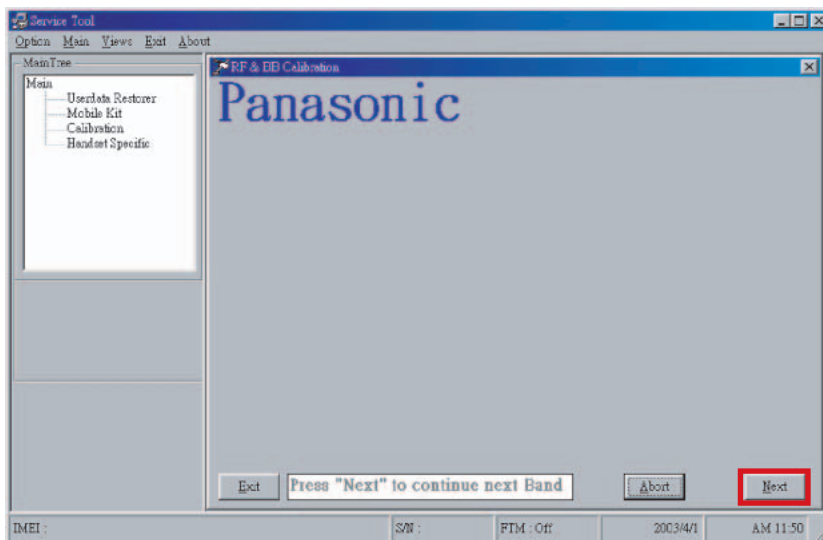 Service Tool
Option Main Views Exit About
MainTree
Main
Userdata Restorer
Mobile Kit
Calibration
Handset Specific
RF & BB Calibration
Panasonic
Exit
Press "Next" to continue next Band
Abort
Next
IMEI :
S/N :
FTM : Off
2003/4/1
AM 11:50